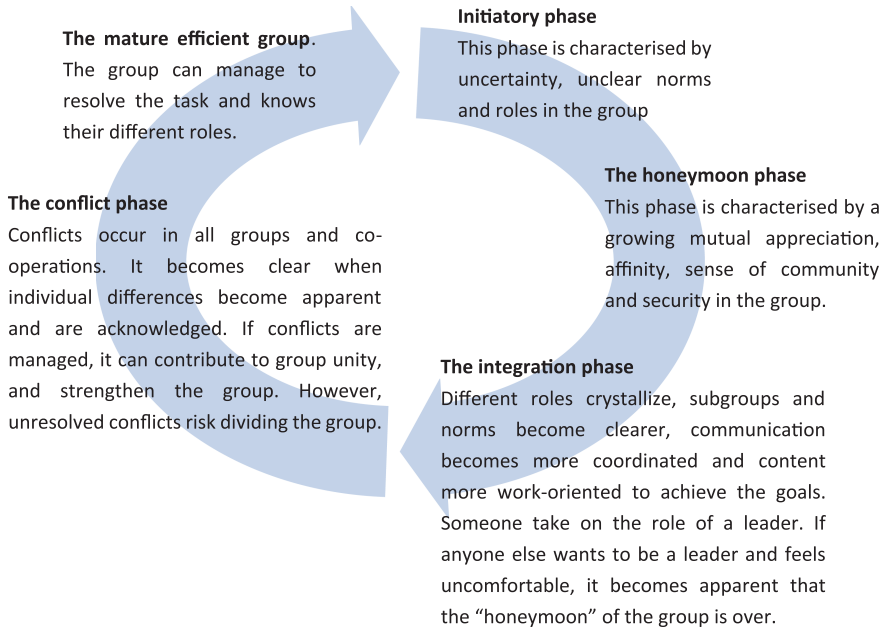 Initiatory phase
This phase is characterised by
uncertainty, unclear norms
and roles in the group
The honeymoon phase
This phase is characterised by a
growing mutual appreciation,
affinity, sense of community
and security in the group.
The integration phase
Different roles crystallize, subgroups and
norms become clearer, communication
becomes more coordinated and content
more work-oriented to achieve the goals.
Someone take on the role of a leader. If
anyone else wants to be a leader and feels
uncomfortable, it becomes apparent that
the “honeymoon” of the group is over.
The conflict phase
Conflicts occur in all groups and co-
operations. It becomes clear when
individual differences become apparent
and are acknowledged. If conflicts are
managed, it can contribute to group unity,
and strengthen the group. However,
unresolved conflicts risk dividing the group.
The mature efficient group.
The group can manage to
resolve the task and knows
their different roles.